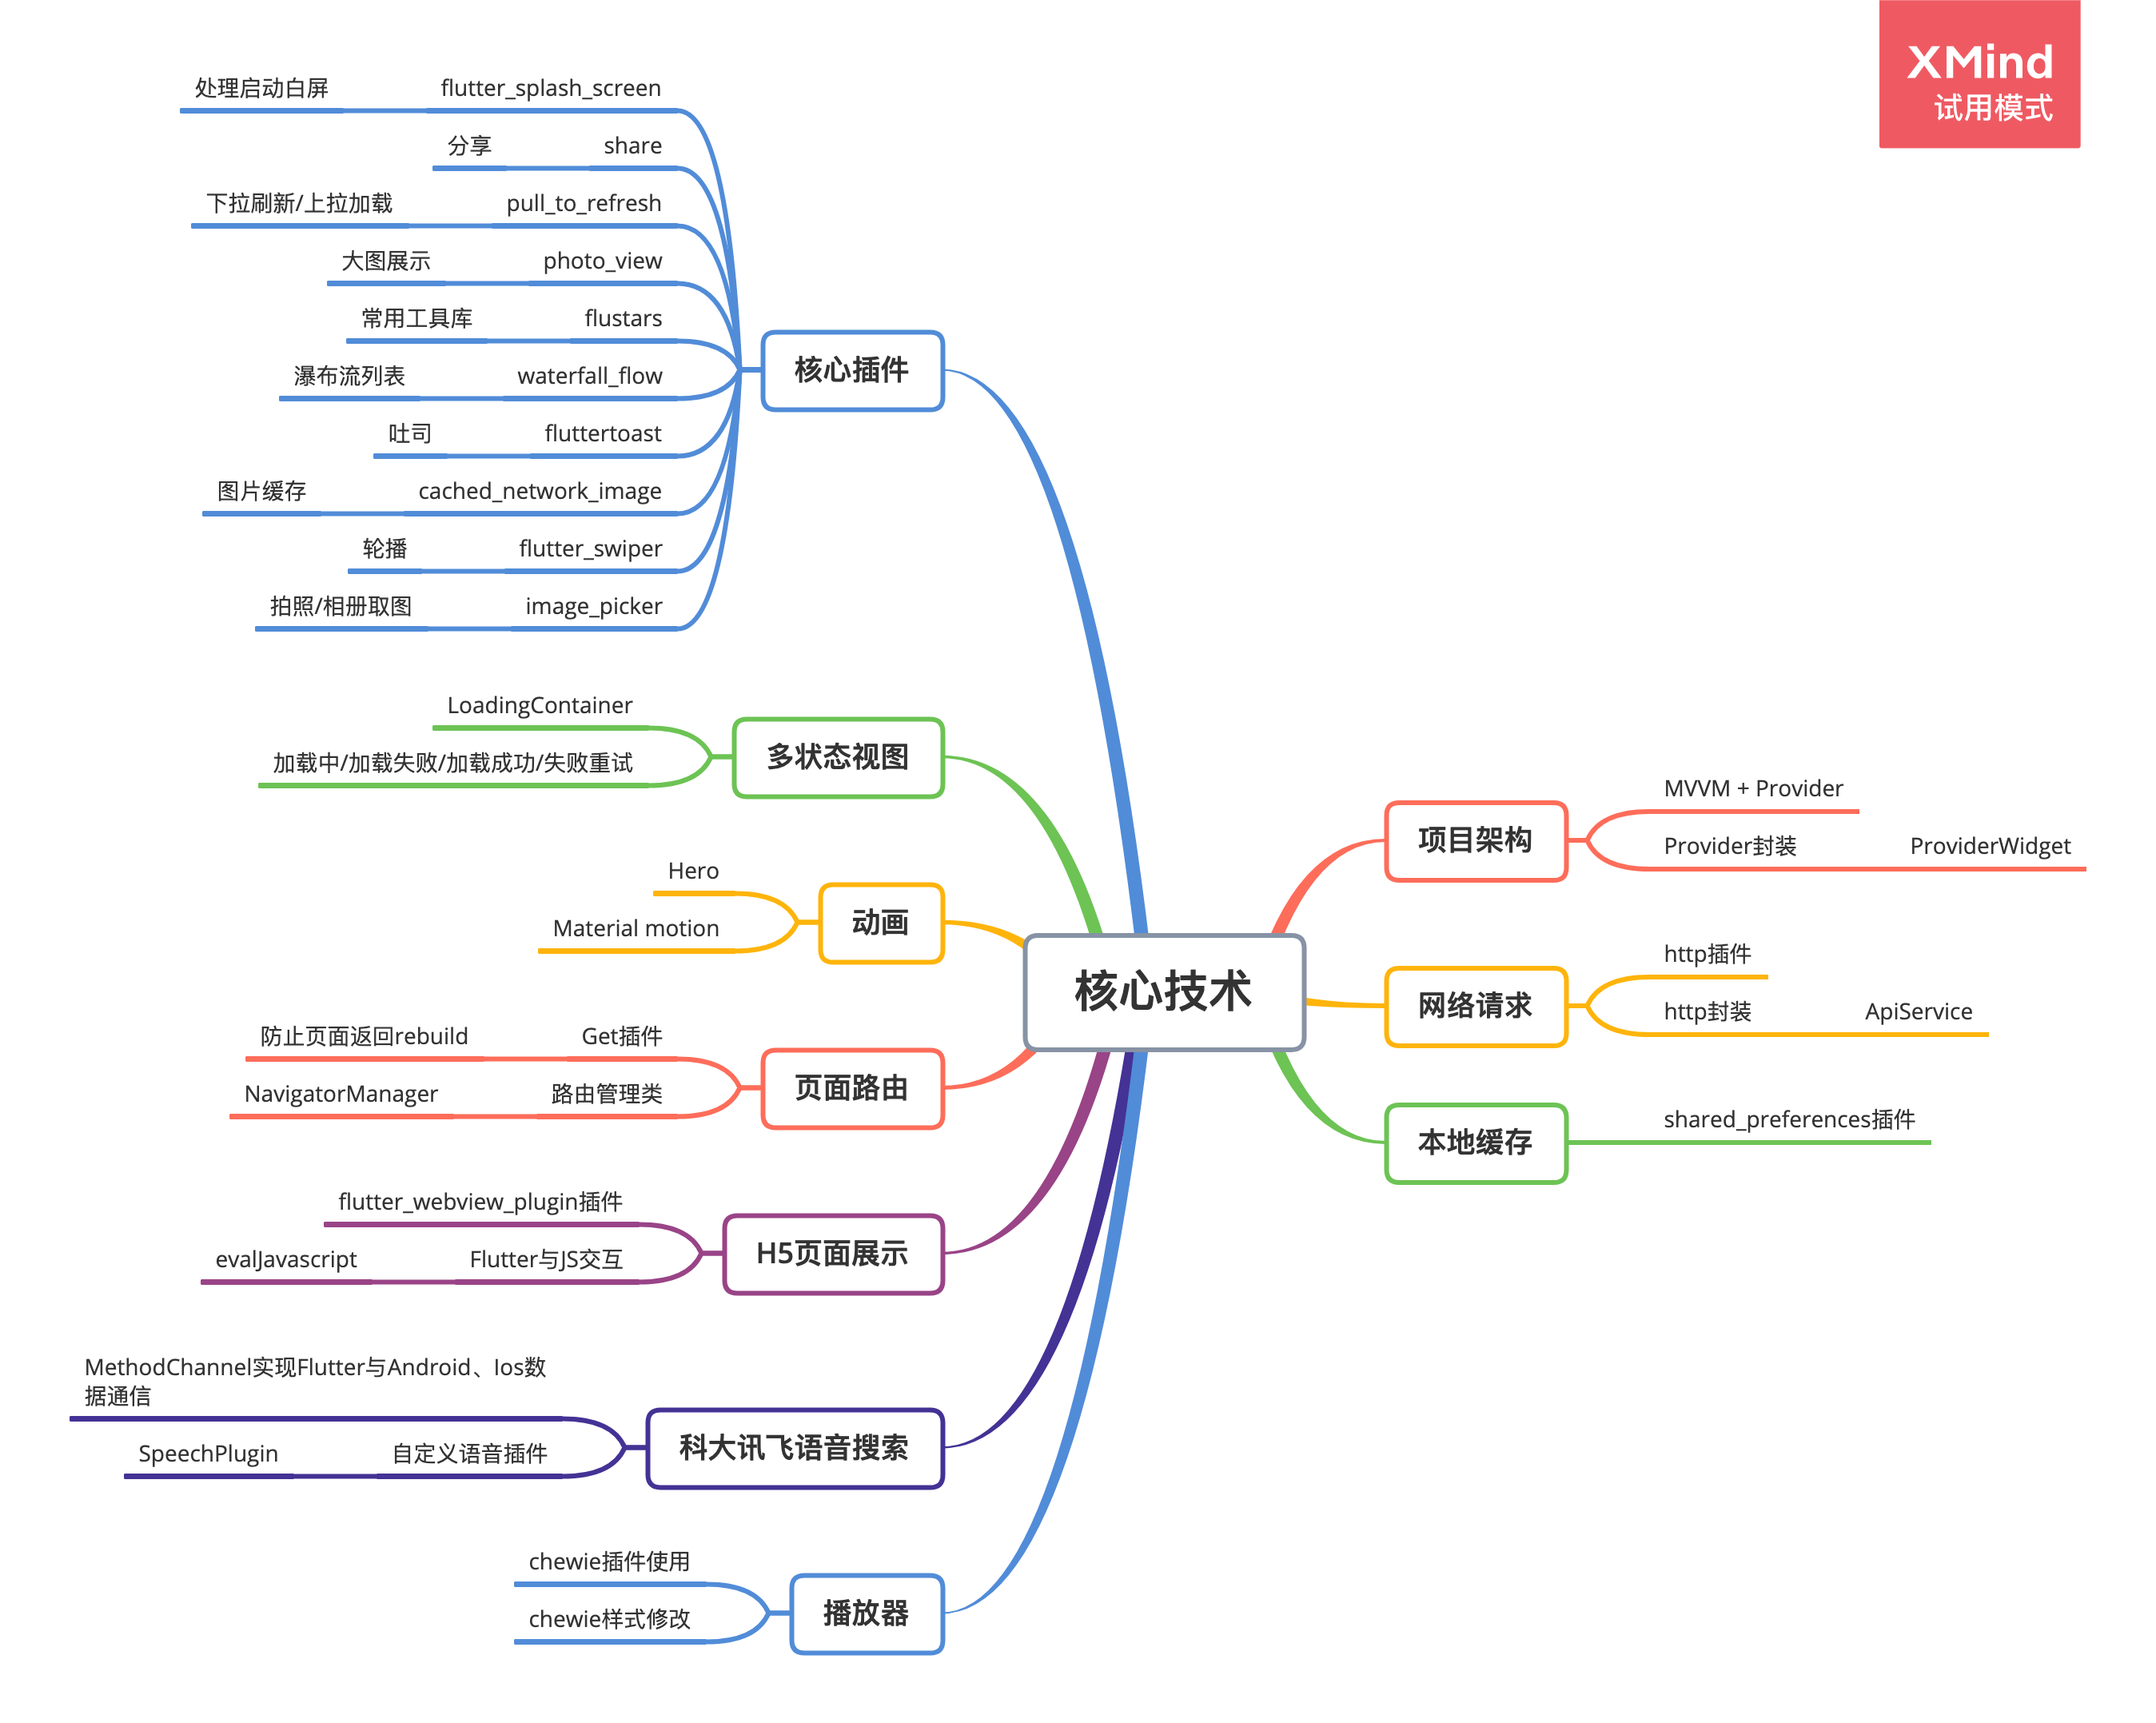 XMind
试用模式
核心技术
项目架构
MVVM + Provider
Provider封装
ProviderWidget
网络请求
http插件
http封装
ApiService
本地缓存
shared_preferences插件
核心插件
flutter_splash_screen
处理启动白屏
share
分享
pull_to_refresh
下拉刷新/上拉加载
photo_view
大图展示
flustars
常用工具库
waterfall_flow
瀑布流列表
fluttertoast
吐司
cached_network_image
图片缓存
flutter_swiper
轮播
image_picker
拍照/相册取图
多状态视图
LoadingContainer
加载中/加载失败/加载成功/失败重试
动画
Hero
Material motion
页面路由
Get插件
防止页面返回rebuild
路由管理类
NavigatorManager
H5页面展示
flutter_webview_plugin插件
Flutter与JS交互
evalJavascript
科大讯飞语音搜索
MethodChannel实现Flutter与Android、Ios数
据通信
自定义语音插件
SpeechPlugin
播放器
chewie插件使用
chewie样式修改